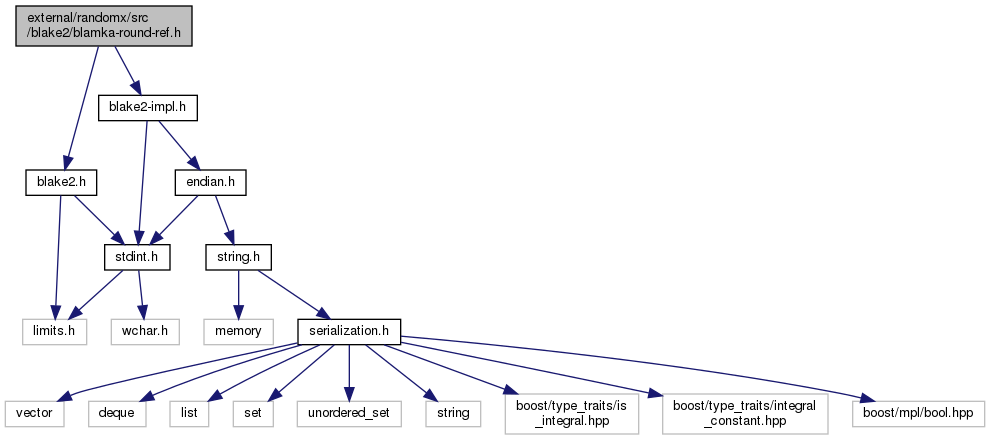 external/randomx/src
/blake2/blamka-round-ref.h
blake2-impl.h
blake2.h
endian.h
stdint.h
string.h
limits.h
wchar.h
memory
serialization.h
vector
deque
list
set
unordered_set
string
boost/type_traits/is
_integral.hpp
boost/type_traits/integral
_constant.hpp
boost/mpl/bool.hpp